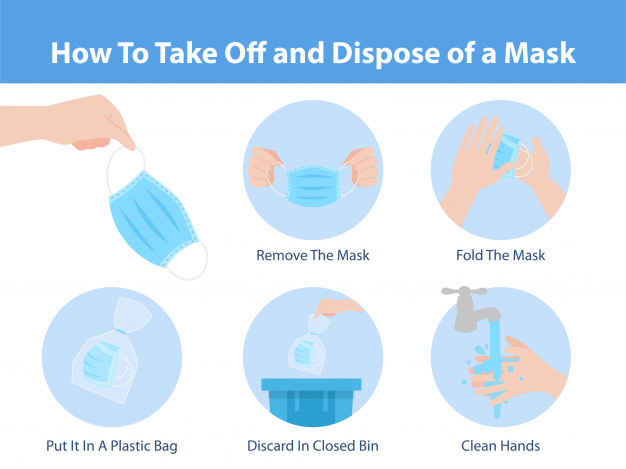 How To Take Off and Dispose of a Mask
Remove The Mask
Fold The Mask
Put It In A Plastic Bag
Discard In Closed Bin
Clean Hands